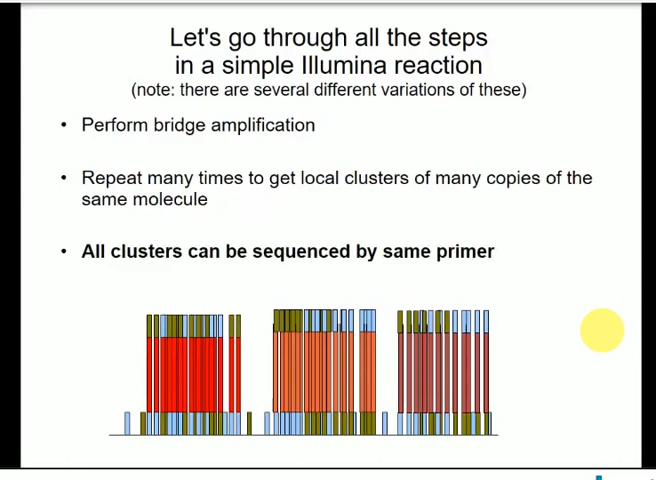 Let's go through all the steps
in a simple Illumina reaction
(note: there are several different variations of these)
• Perform bridge amplification
• Repeat many times to get local clusters of many copies of the
same molecule
• All clusters can be sequenced by same primer